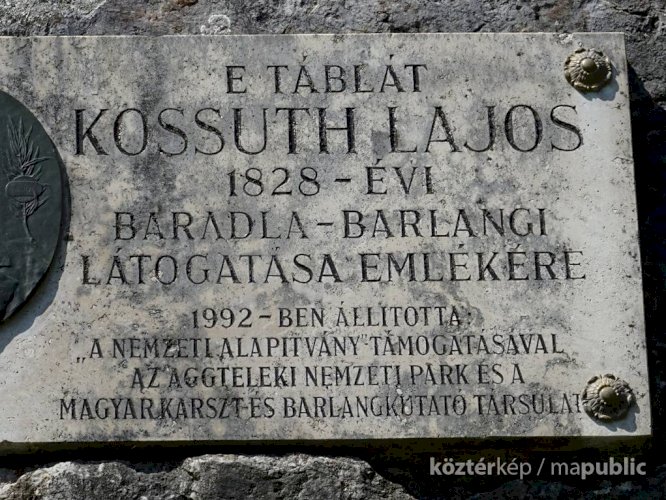 E TÁBLÁT
KOSSUTH LAJOS
1828 - ÉVI
BARADLA - BARLANGI
LÁTOGATÁSA EMLÉKÉRE
1992 - BEN ÁLLITOTTA:
„A NEMZETI ALAPITVÁNY" TÁMOGATÁSAVAL
AZ AGGTELEKI NEMZETI PARK ÉS A
MAGYAR KARSZT-ÉS BARLANGKUTATÓ TÁRSULAT
köztérkép / mapublic